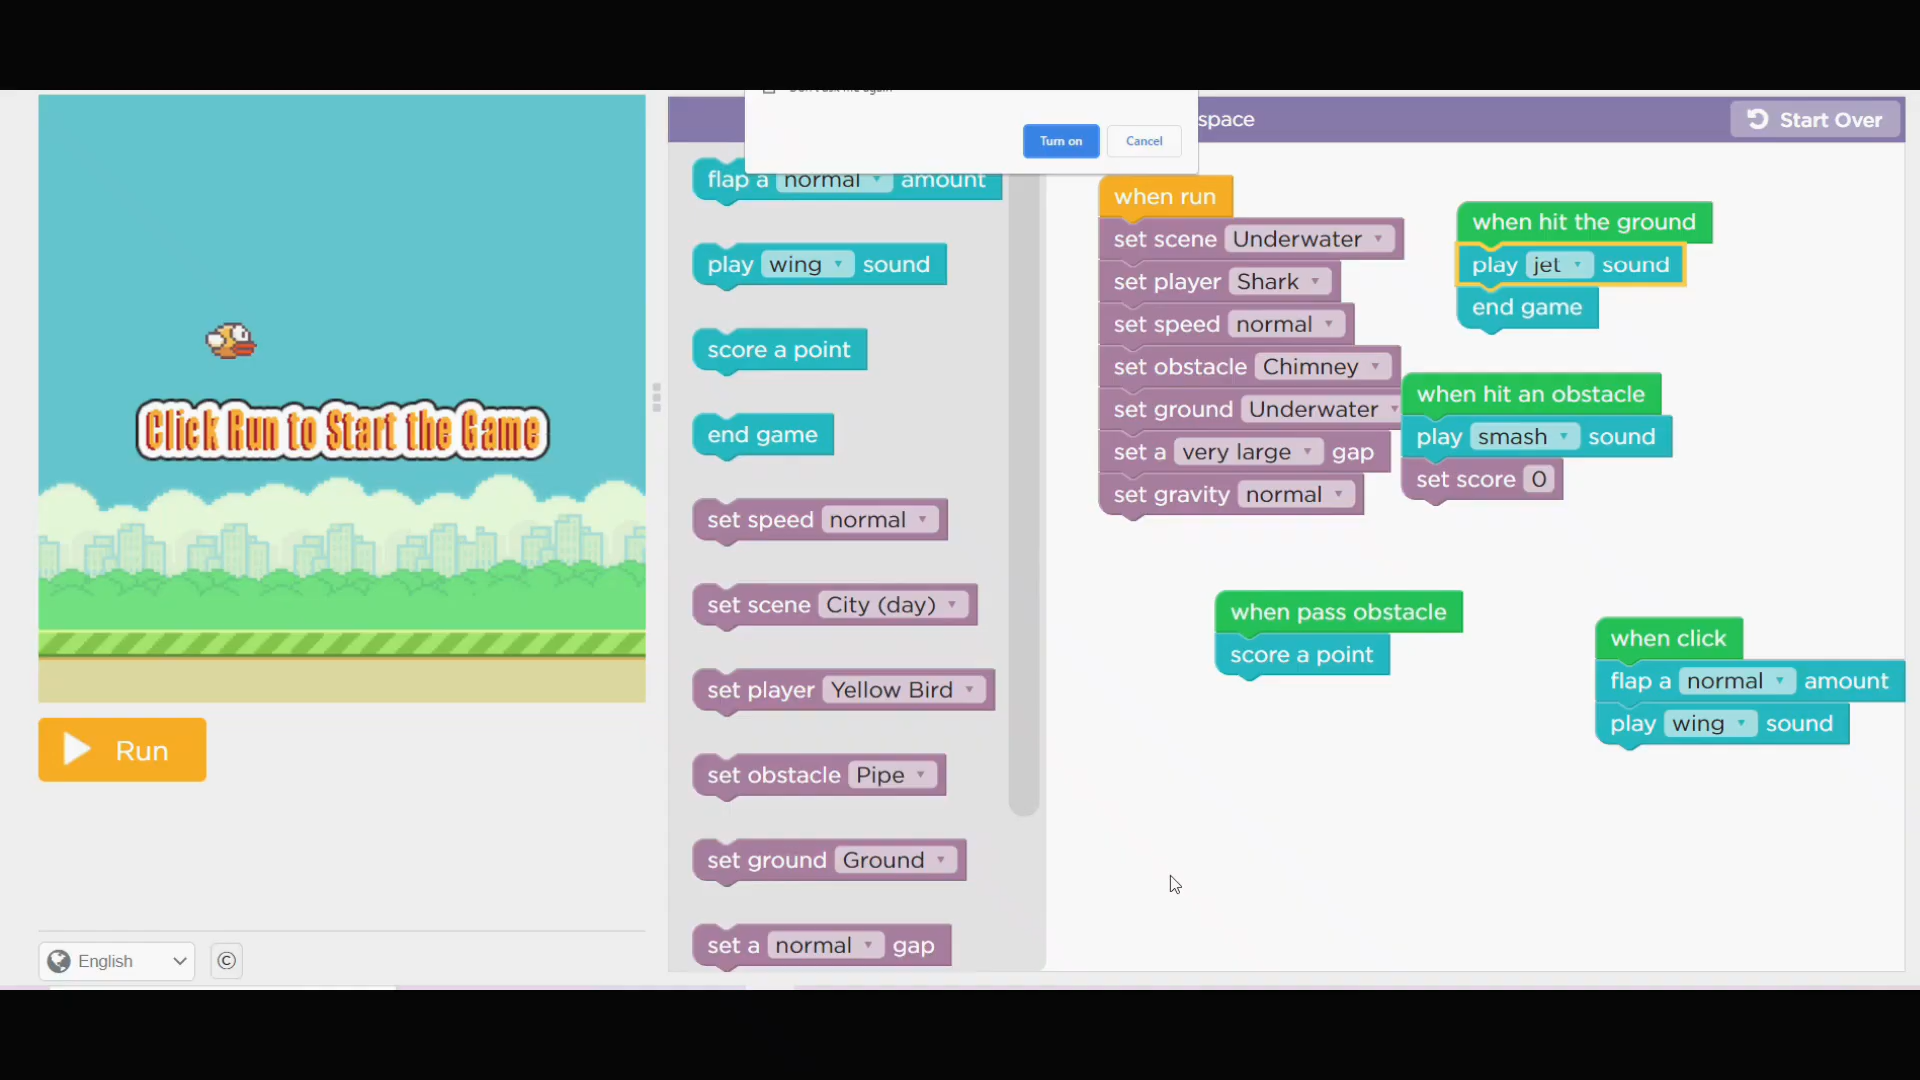 Turn on
Cancel
space
Start Over
flap a normal amount
play wing sound
score a point
end game
set speed normal
set scene City (day)
set player Yellow Bird
set obstacle Pipe
set ground Ground
set a normal gap
when run
set scene Underwater
set player Shark
set speed normal
set obstacle Chimney
set ground Underwater
set a very large gap
set gravity normal
when hit the ground
play jet sound
end game
when hit an obstacle
play smash sound
set score 0
when pass obstacle
score a point
when click
flap a normal amount
play wing sound
Click Run to Start the Game
Run
English
©